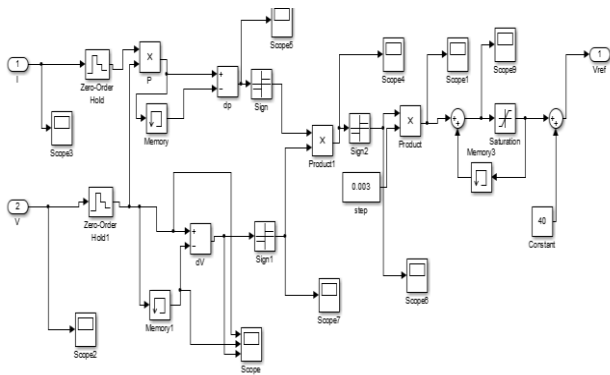 Scope5
1
I
Zero-Order
Hold
X
P
+
-
dp
Sign
Memory
Scope3
Scope4
Scope1
Scope9
1
Vref
X
Product1
Sign2
X
Product
+
+
Saturation
Memory3
+
+
0.003
step
40
Constant
2
V
Zero-Order
Hold1
+
-
dV
Sign1
Memory1
Scope2
Scope
Scope7
Scope6